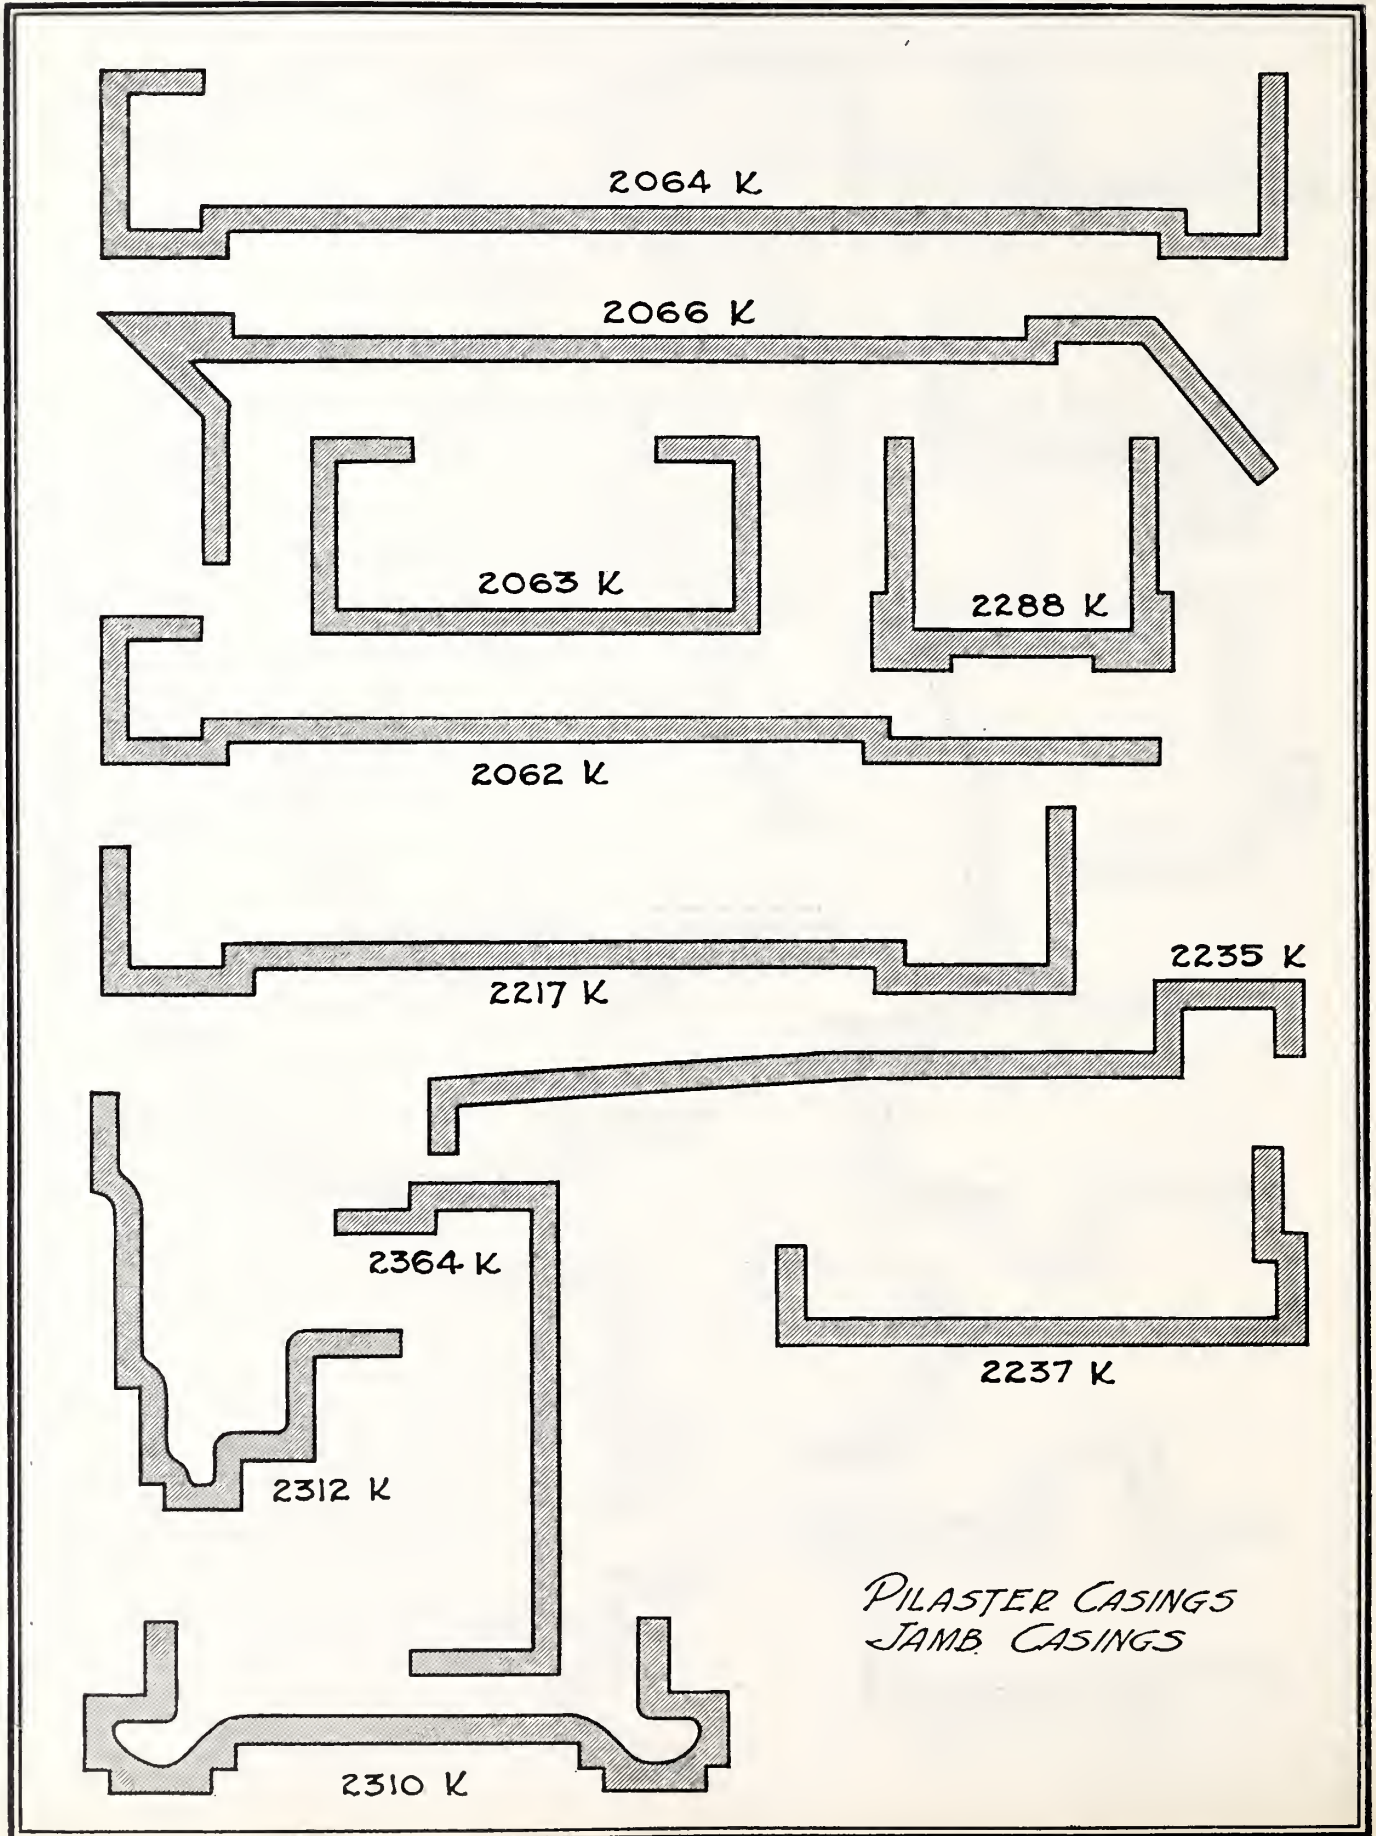 2064 K
2066 K
2063 K
2288 K
2062 K
2217 K
2235 K
2364 K
2237 K
2312 K
PILASTER CASINGS
JAMB CASINGS
2310 K